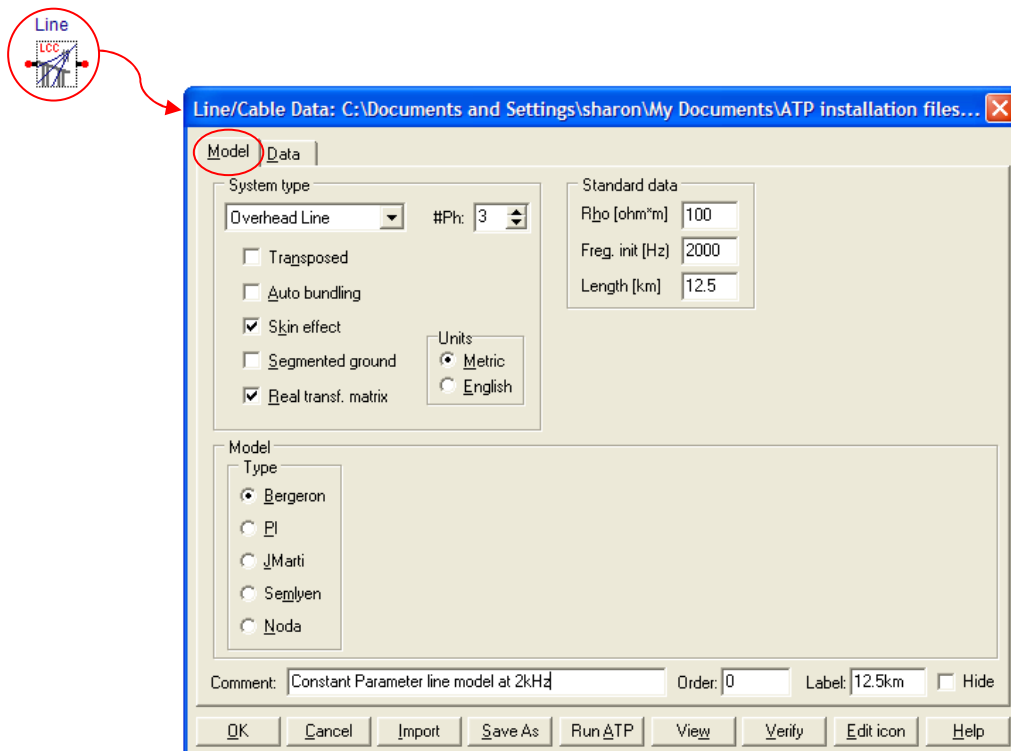 Line
LCC
Line/Cable Data: C:\Documents and Settings\sharon\My Documents\ATP installation files...
Model Data
System type
Overhead Line #Ph: 3
Transposed
Auto bundling
Skin effect
Segmented ground
Real transf. matrix
Units
Metric
English
Standard data
Rho [ohm*m] 100
Freq. init [Hz] 2000
Length [km] 12.5
Model
Type
Bergeron
PI
JMarti
Semlyen
Noda
Comment: Constant Parameter line model at 2kHz Order: 0 Label: 12.5km Hide
OK Cancel Import Save As Run ATP View Verify Edit icon Help